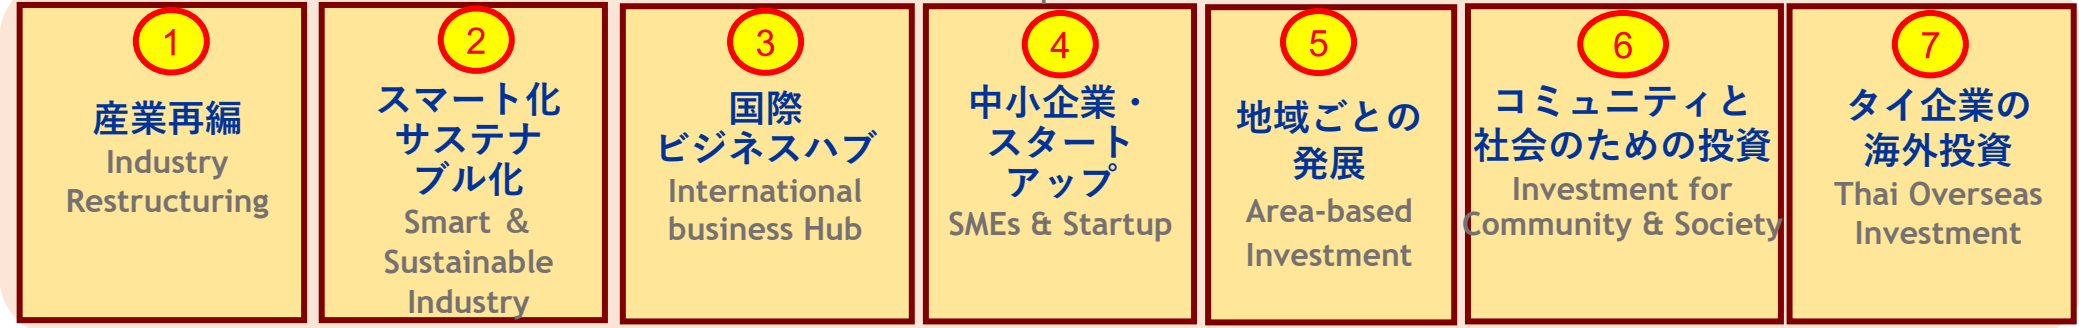 1
産業再編
Industry
Restructuring
2
スマート化
サステナ
ブル化
Smart &
Sustainable
Industry
3
国際
ビジネスハブ
International
business Hub
4
中小企業・
スタート
アップ
SMEs & Startup
5
地域ごとの
発展
Area-based
Investment
6
コミュニティと
社会のための投資
Investment for
Community & Society
7
タイ企業の
海外投資
Thai Overseas
Investment